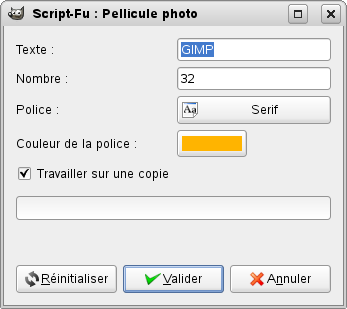 Script-Fu : Pellicule photo
Texte :
GIMP
Nombre :
32
Police :
Aa
Serif
Couleur de la police :
Travailler sur une copie
Réinitialiser
Valider
Annuler